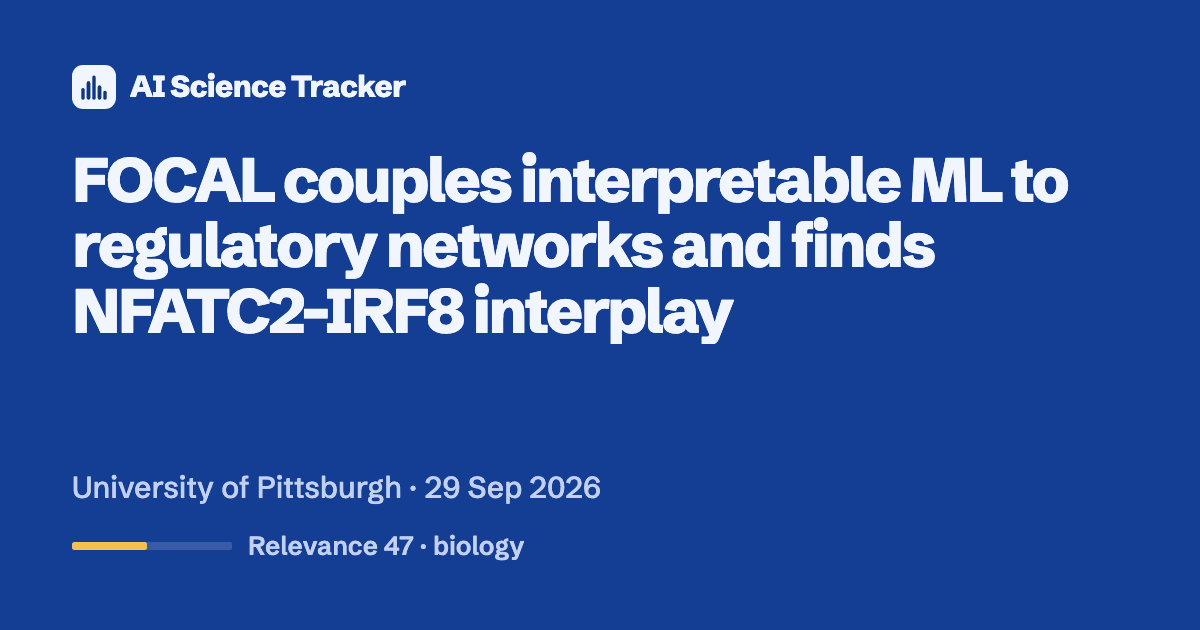 AI Science Tracker
FOCAL couples interpretable ML to
regulatory networks and finds
NFATC2-IRF8 interplay
University of Pittsburgh · 29 Sep 2026
Relevance 47 · biology